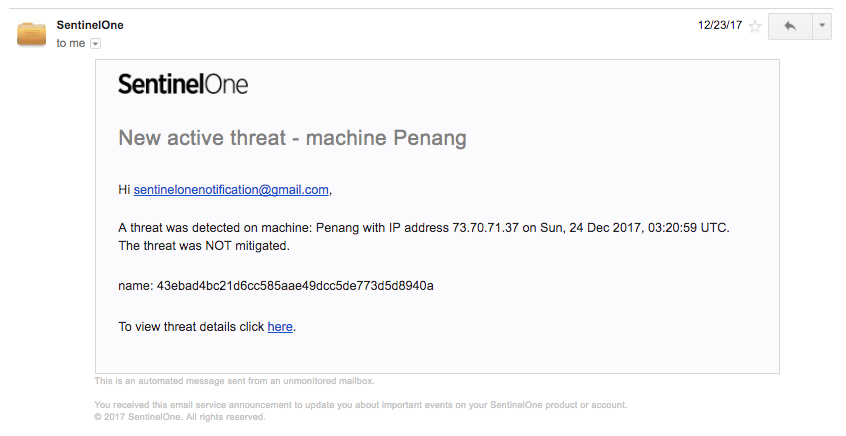 SentinelOne
12/23/17
to me
SentinelOne
New active threat - machine Penang
Hi sentinelonenotification@gmail.com,
A threat was detected on machine: Penang with IP address 73.70.71.37 on Sun, 24 Dec 2017, 03:20:59 UTC.
The threat was NOT mitigated.
name: 43ebad4bc21d6cc585aae49dcc5de773d5d8940a
To view threat details click here.
This is an automated message sent from an unmonitored mailbox.
You received this email service announcement to update you about important events on your SentinelOne product or account.
© 2017 SentinelOne. All rights reserved.